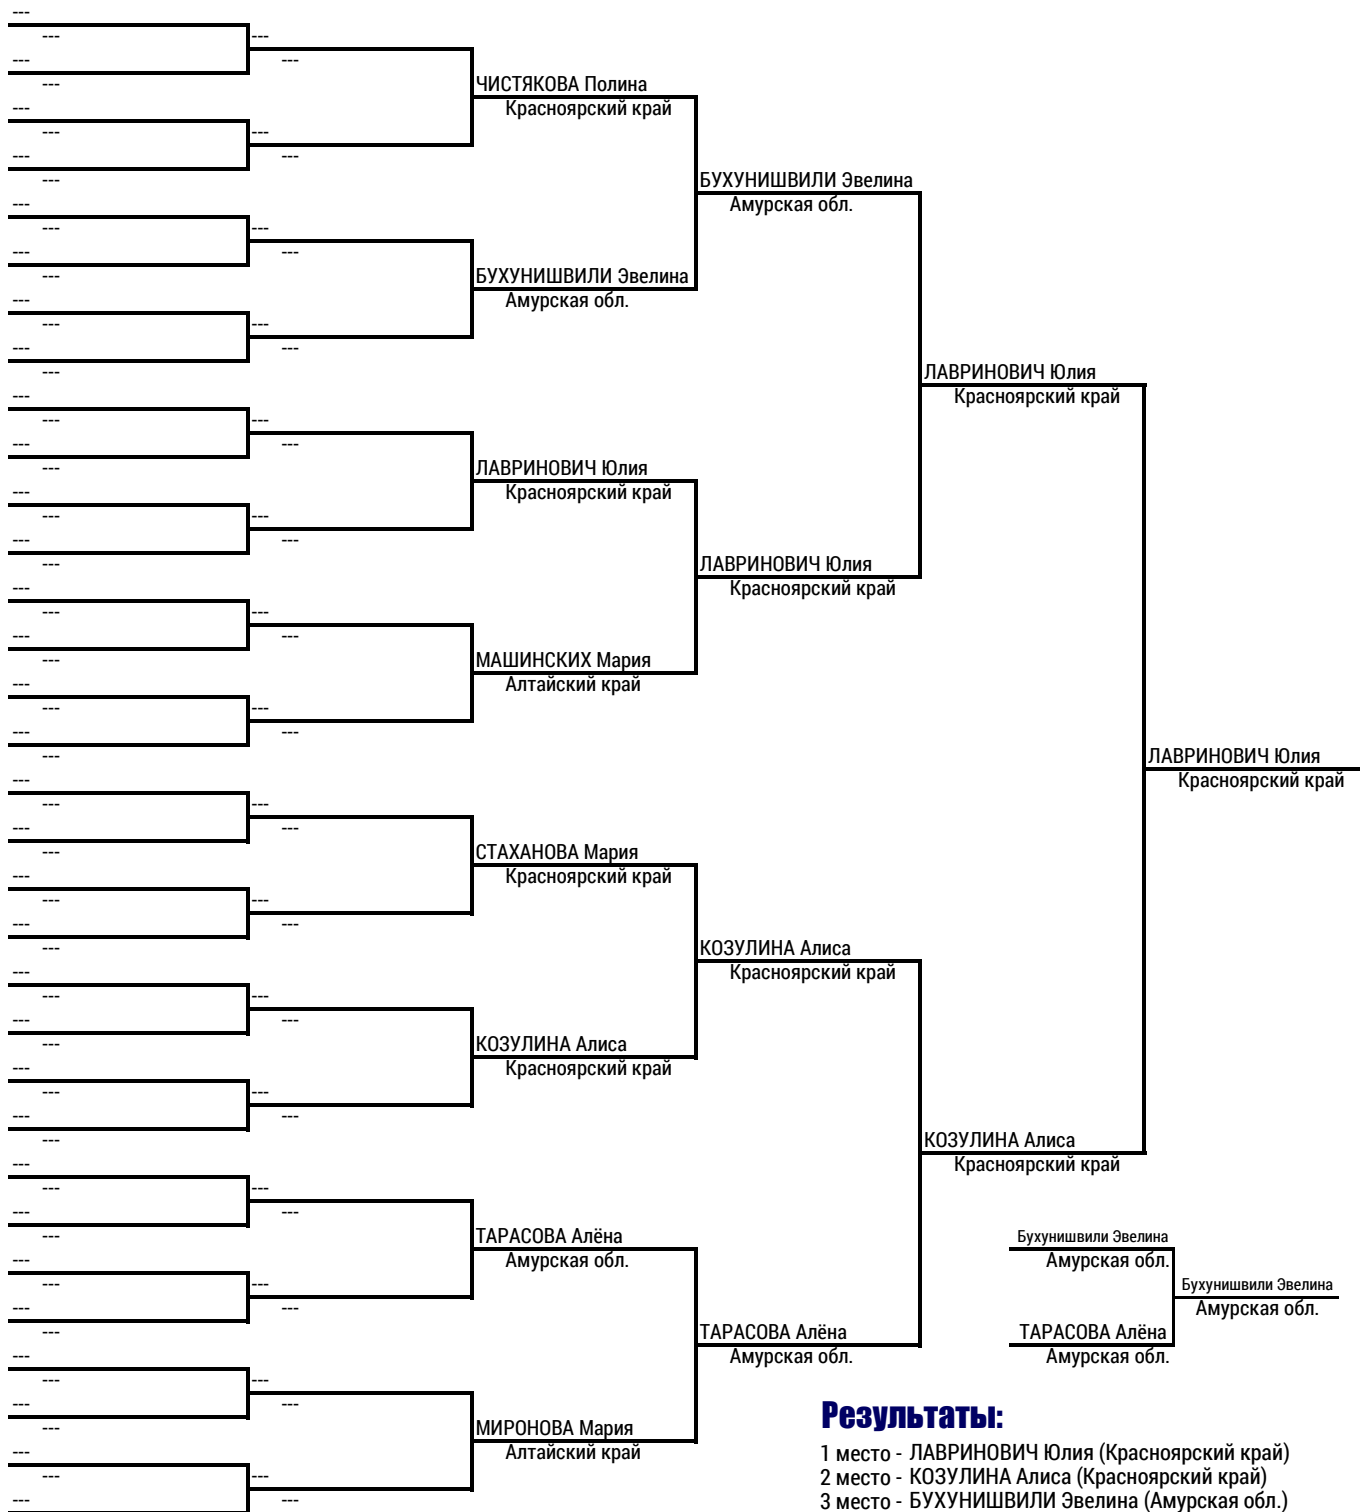 ---
---
---
---
---
---
---
---
ЧИСТЯКОВА Полина
Красноярский край
---
---
---
---
---
---
БУХУНИШВИЛИ Эвелина
Амурская обл.
---
---
---
---
---
---
БУХУНИШВИЛИ Эвелина
Амурская обл.
---
---
---
---
---
---
ЛАВРИНОВИЧ Юлия
Красноярский край
---
---
---
---
---
---
ЛАВРИНОВИЧ Юлия
Красноярский край
---
---
---
---
---
---
ЛАВРИНОВИЧ Юлия
Красноярский край
---
---
---
---
---
---
МАШИНСКИХ Мария
Алтайский край
---
---
---
---
---
---
ЛАВРИНОВИЧ Юлия
Красноярский край
---
---
---
---
---
---
СТАХАНОВА Мария
Красноярский край
---
---
---
---
---
---
КОЗУЛИНА Алиса
Красноярский край
---
---
---
---
---
---
КОЗУЛИНА Алиса
Красноярский край
---
---
---
---
---
---
КОЗУЛИНА Алиса
Красноярский край
---
---
---
---
---
---
ТАРАСОВА Алёна
Амурская обл.
Бухунишвили Эвелина
Амурская обл.
---
---
---
---
Бухунишвили Эвелина
Амурская обл.
---
---
ТАРАСОВА Алёна
Амурская обл.
ТАРАСОВА Алёна
Амурская обл.
---
---
---
---
---
---
МИРОНОВА Мария
Алтайский край
---
---
---
---
---
Результаты:
1 место - ЛАВРИНОВИЧ Юлия (Красноярский край)
2 место - КОЗУЛИНА Алиса (Красноярский край)
3 место - БУХУНИШВИЛИ Эвелина (Амурская обл.)